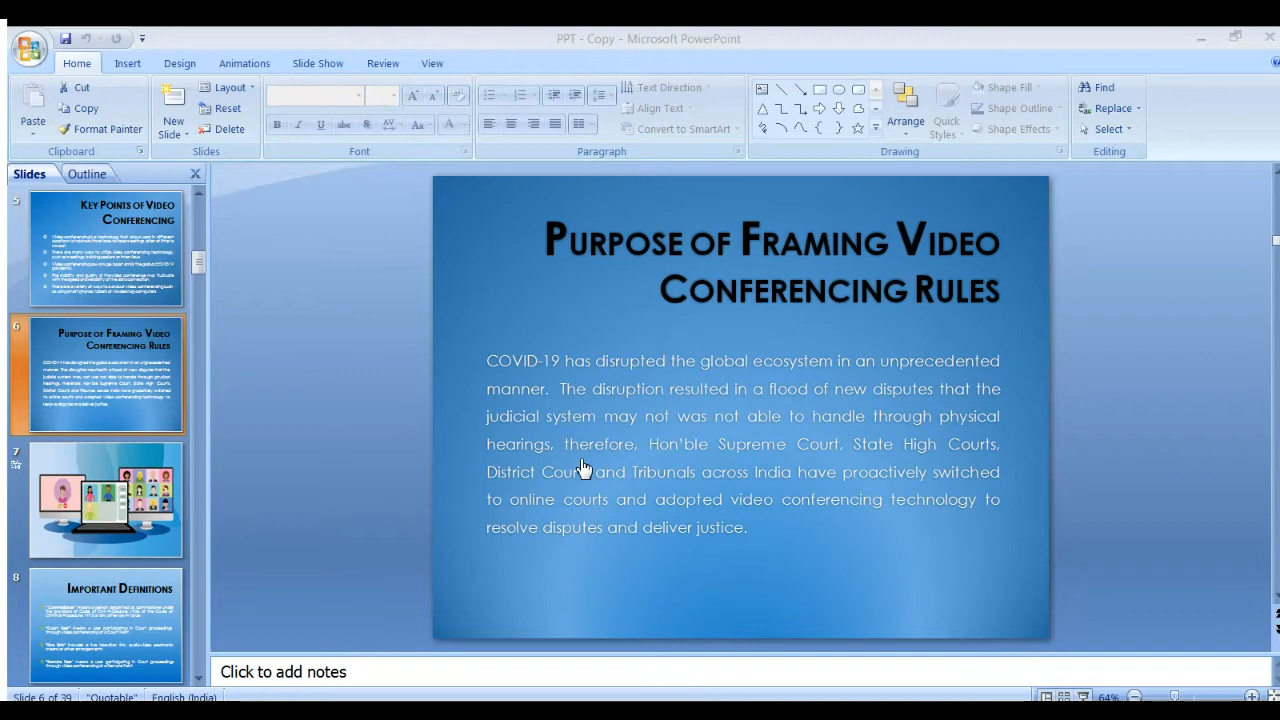 PPT - Copy - Microsoft PowerPoint
Home Insert Design Slide Show Animations Review View
Cut
Copy
Format Painter
Paste
Clipboard
New
Slide
Layout
Reset
Delete
Slides
Font
Text Direction
Align Text
Convert to SmartArt
Paragraph
Arrange
Quick
Styles
Shape Fill
Shape Outline
Shape Effects
Drawing
Find
Replace
Select
Editing
Slides Outline
5
KEY POINTS OF VIDEO
CONFERENCING
6
PURPOSE OF FRAMING VIDEO
CONFERENCING RULES
7
8
IMPORTANT DEFINITIONS
PURPOSE OF FRAMING VIDEO
CONFERENCING RULES
COVID-19 has disrupted the global ecosystem in an unprecedented
manner. The disruption resulted in a flood of new disputes that the
judicial system may not was not able to handle through physical
hearings, therefore, Hon'ble Supreme Court, State High Courts,
District Courts and Tribunals across India have proactively switched
to online courts and adopted video conferencing technology to
resolve disputes and deliver justice.
Click to add notes
Slide 6 of 39 "Quotable" English (India) 64%